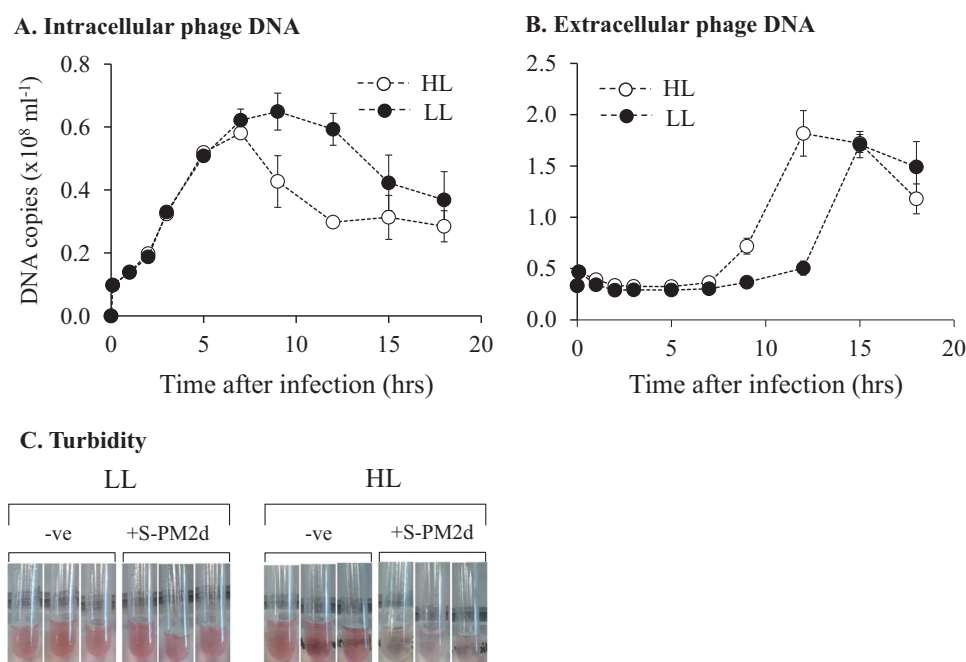 A. Intracellular phage DNA
0.8
0.6
0.4
0.2
0.0
DNA copies (x10⁸ ml⁻¹)
HL
LL
0 5 10 15 20
Time after infection (hrs)
B. Extracellular phage DNA
2.5
2.0
1.5
1.0
0.5
0.0
HL
LL
0 5 10 15 20
Time after infection (hrs)
C. Turbidity
LL
-ve +S-PM2d
HL
-ve +S-PM2d